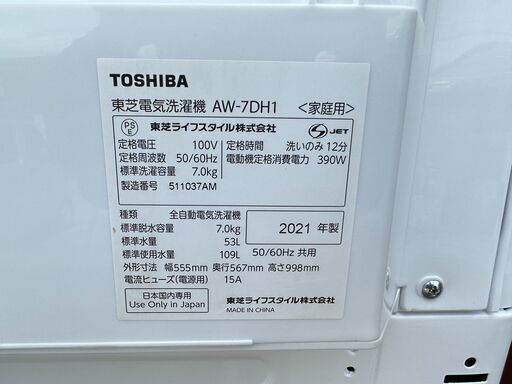 TOSHIBA
東芝電気洗濯機 AW-7DH1 <家庭用>
PS E 東芝ライフスタイル株式会社 S JET
定格電圧 100V 定格時間 洗いのみ 12分
定格周波数 50/60Hz 電動機定格消費電力 390W
標準洗濯容量 7.0kg
製造番号 511037AM
種類 全自動電気洗濯機
標準脱水容量 7.0kg 2021 年製
標準水量 53L
標準使用水量 109L 50/60Hz 共用
外形寸法 幅555mm 奥行567mm 高さ998mm
電流ヒューズ(電源用) 15A
日本国内専用 東芝ライフスタイル株式会社
Use Only in Japan MADE IN CHINA